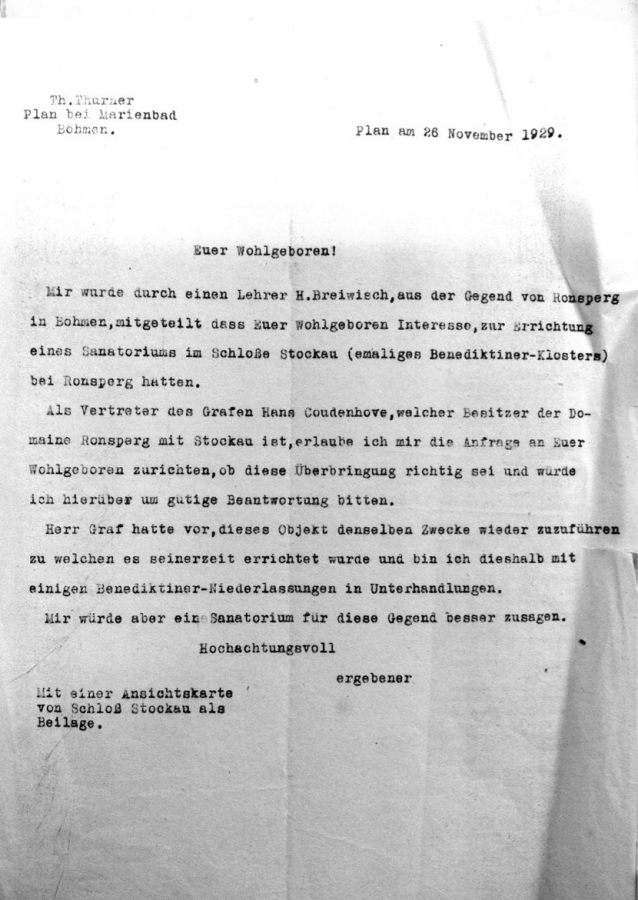 Th.Thurner
Plan bei Marienbad
Böhmen.
Plan am 26 November 1929.
Euer Wohlgeboren!
Mir wurde durch einen Lehrer H.Breiwisch,aus der Gegend von Ronsperg
in Böhmen,mitgeteilt dass Euer Wohlgeboren Interesse,zur Errichtung
eines Sanatoriums im Schloße Stockau (emaliges Benediktiner-Klosters)
bei Ronsperg hätten.
Als Vertreter des Grafen Hans Coudenhove,welcher Besitzer der Do-
maine Ronsperg mit Stockau ist,erlaube ich mir die Anfrage an Euer
Wohlgeboren zurichten,ob diese Überbringung richtig sei und würde
ich hierüber um gütige Beantwortung bitten.
Herr Graf hatte vor,dieses Objekt denselben Zwecke wieder zuzuführen
zu welchen es seinerzeit errichtet wurde und bin ich dieshalb mit
einigen Benediktiner-Niederlassungen in Unterhandlungen.
Mir würde aber ein Sanatorium für diese Gegend besser zusagen.
Hochachtungsvoll
ergebener
Mit einer Ansichtskarte
von Schloß Stockau als
Beilage.